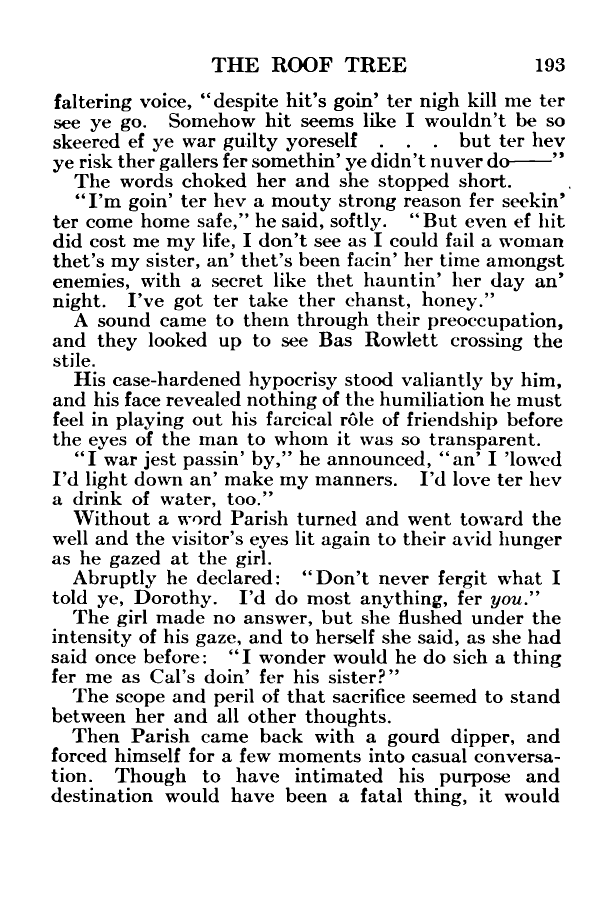 THE ROOF TREE 193
faltering voice, “despite hit’s goin’ ter nigh kill me ter
see ye go. Somehow hit seems like I wouldn’t be so
skeered ef ye war guilty yoreself . . . but ter hev
ye risk ther gallers fer somethin’ ye didn’t nuver do——”
The words choked her and she stopped short.
“I’m goin’ ter hev a mouty strong reason fer seekin’
ter come home safe,” he said, softly. “But even ef hit
did cost me my life, I don’t see as I could fail a woman
thet’s my sister, an’ thet’s been facin’ her time amongst
enemies, with a secret like thet hauntin’ her day an’
night. I’ve got ter take ther chanst, honey.”
A sound came to them through their preoccupation,
and they looked up to see Bas Rowlett crossing the
stile.
His case-hardened hypocrisy stood valiantly by him,
and his face revealed nothing of the humiliation he must
feel in playing out his farcical rôle of friendship before
the eyes of the man to whom it was so transparent.
“I war jest passin’ by,” he announced, “an’ I ’lowed
I’d light down an’ make my manners. I’d love ter hev
a drink of water, too.”
Without a word Parish turned and went toward the
well and the visitor’s eyes lit again to their avid hunger
as he gazed at the girl.
Abruptly he declared: “Don’t never fergit what I
told ye, Dorothy. I’d do most anything, fer you.”
The girl made no answer, but she flushed under the
intensity of his gaze, and to herself she said, as she had
said once before: “I wonder would he do sich a thing
fer me as Cal’s doin’ fer his sister?”
The scope and peril of that sacrifice seemed to stand
between her and all other thoughts.
Then Parish came back with a gourd dipper, and
forced himself for a few moments into casual conversa-
tion. Though to have intimated his purpose and
destination would have been a fatal thing, it would